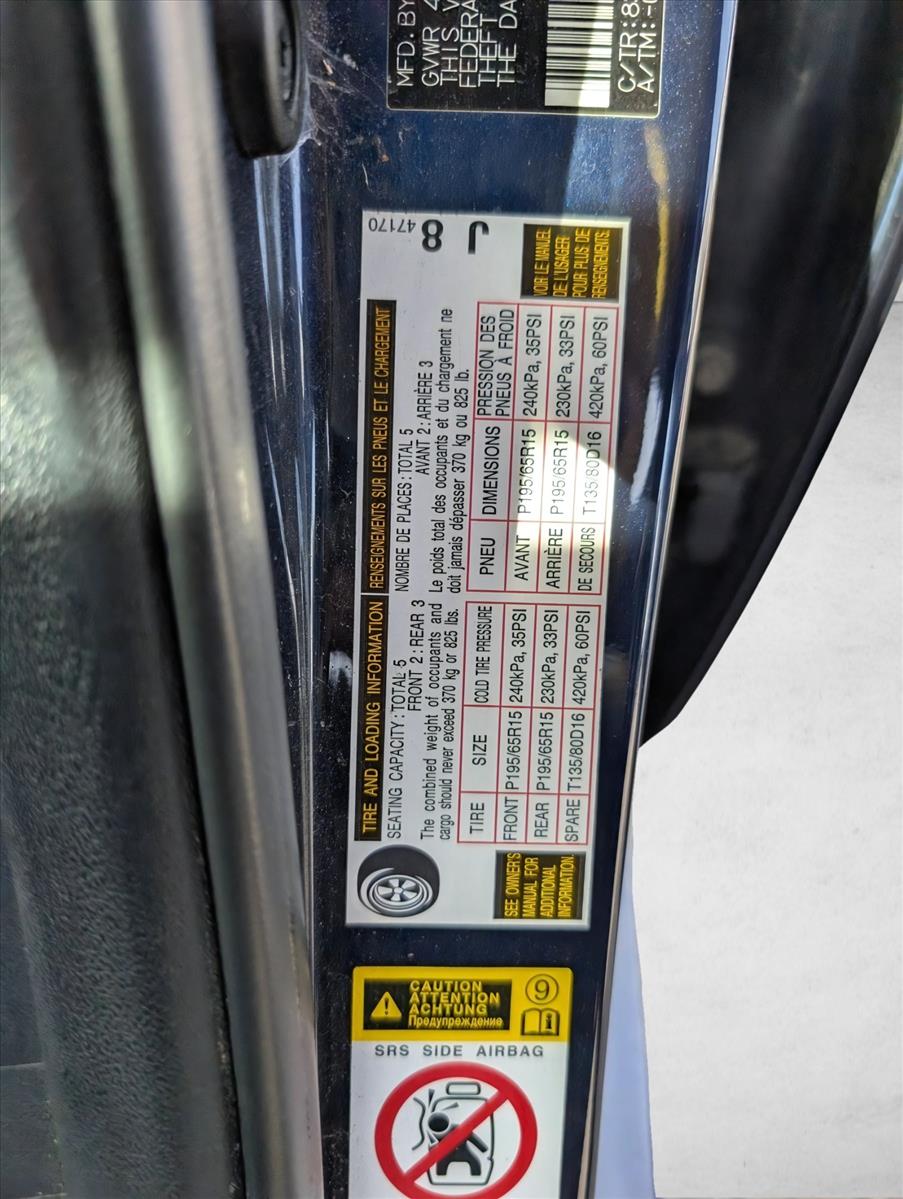 MFD. BY
GVWR 4
THIS V
FEDERA
THEFT
THE DA
C/TR:8
A/TM:-0
TIRE AND LOADING INFORMATION
SEATING CAPACITY : TOTAL 5
FRONT 2 : REAR 3
The combined weight of occupants and
cargo should never exceed 370 kg or 825 lbs.
TIRE SIZE COLD TIRE PRESSURE
FRONT P195/65R15 240kPa, 35PSI
REAR P195/65R15 230kPa, 33PSI
SPARE T135/80D16 420kPa, 60PSI
SEE OWNER'S
MANUAL FOR
ADDITIONAL
INFORMATION.
RENSEIGNEMENTS SUR LES PNEUS ET LE CHARGEMENT
NOMBRE DE PLACES : TOTAL 5
AVANT 2 : ARRIÈRE 3
Le poids total des occupants et du chargement ne
doit jamais dépasser 370 kg ou 825 lb.
PNEU DIMENSIONS PRESSION DES
PNEUS À FROID
AVANT P195/65R15 240kPa, 35PSI
ARRIÈRE P195/65R15 230kPa, 33PSI
DE SECOURS T135/80D16 420kPa, 60PSI
VOIR LE MANUEL
DE L'USAGER
POUR PLUS DE
RENSEIGNEMENTS.
47170
8
J
CAUTION
ATTENTION
ACHTUNG
Предупреждение
9
SRS SIDE AIRBAG